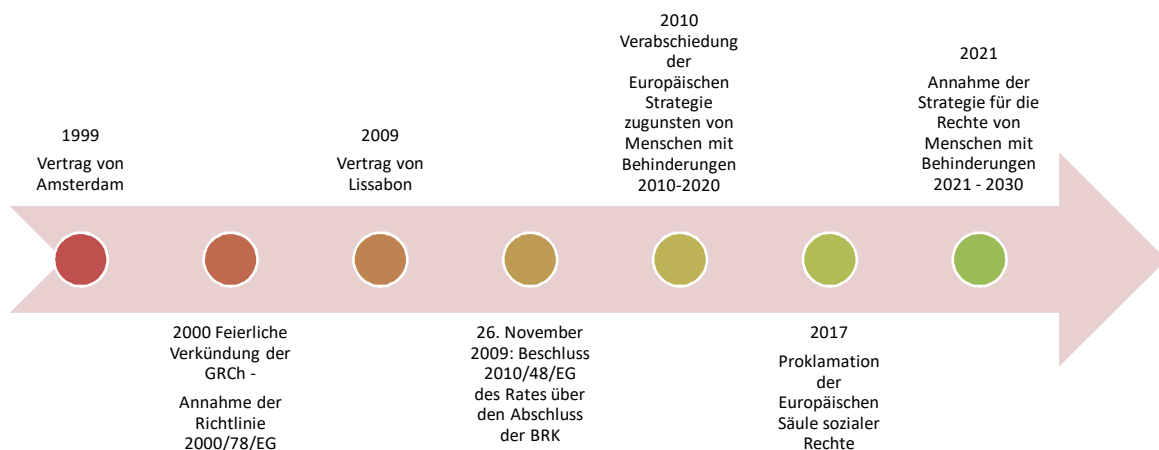 1999
Vertrag von
Amsterdam
2000 Feierliche
Verkündung der
GRCh -
Annahme der
Richtlinie
2000/78/EG
2009
Vertrag von
Lissabon
26. November
2009: Beschluss
2010/48/EG
des Rates über
den Abschluss
der BRK
2010
Verabschiedung
der
Europäischen
Strategie
zugunsten von
Menschen mit
Behinderungen
2010-2020
2017
Proklamation
der
Europäischen
Säule sozialer
Rechte
2021
Annahme der
Strategie für die
Rechte von
Menschen mit
Behinderungen
2021 - 2030